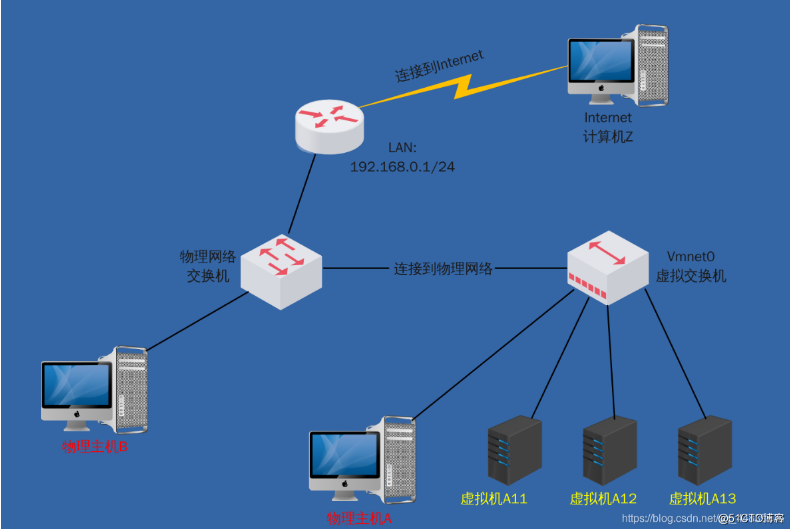 连接到Internet
Internet
计算机Z
LAN:
192.168.0.1/24
物理网络
交换机
连接到物理网络
Vmnet0
虚拟交换机
物理主机B
虚拟机A11
虚拟机A12
虚拟机A13
物理主机A
@51CTO博客